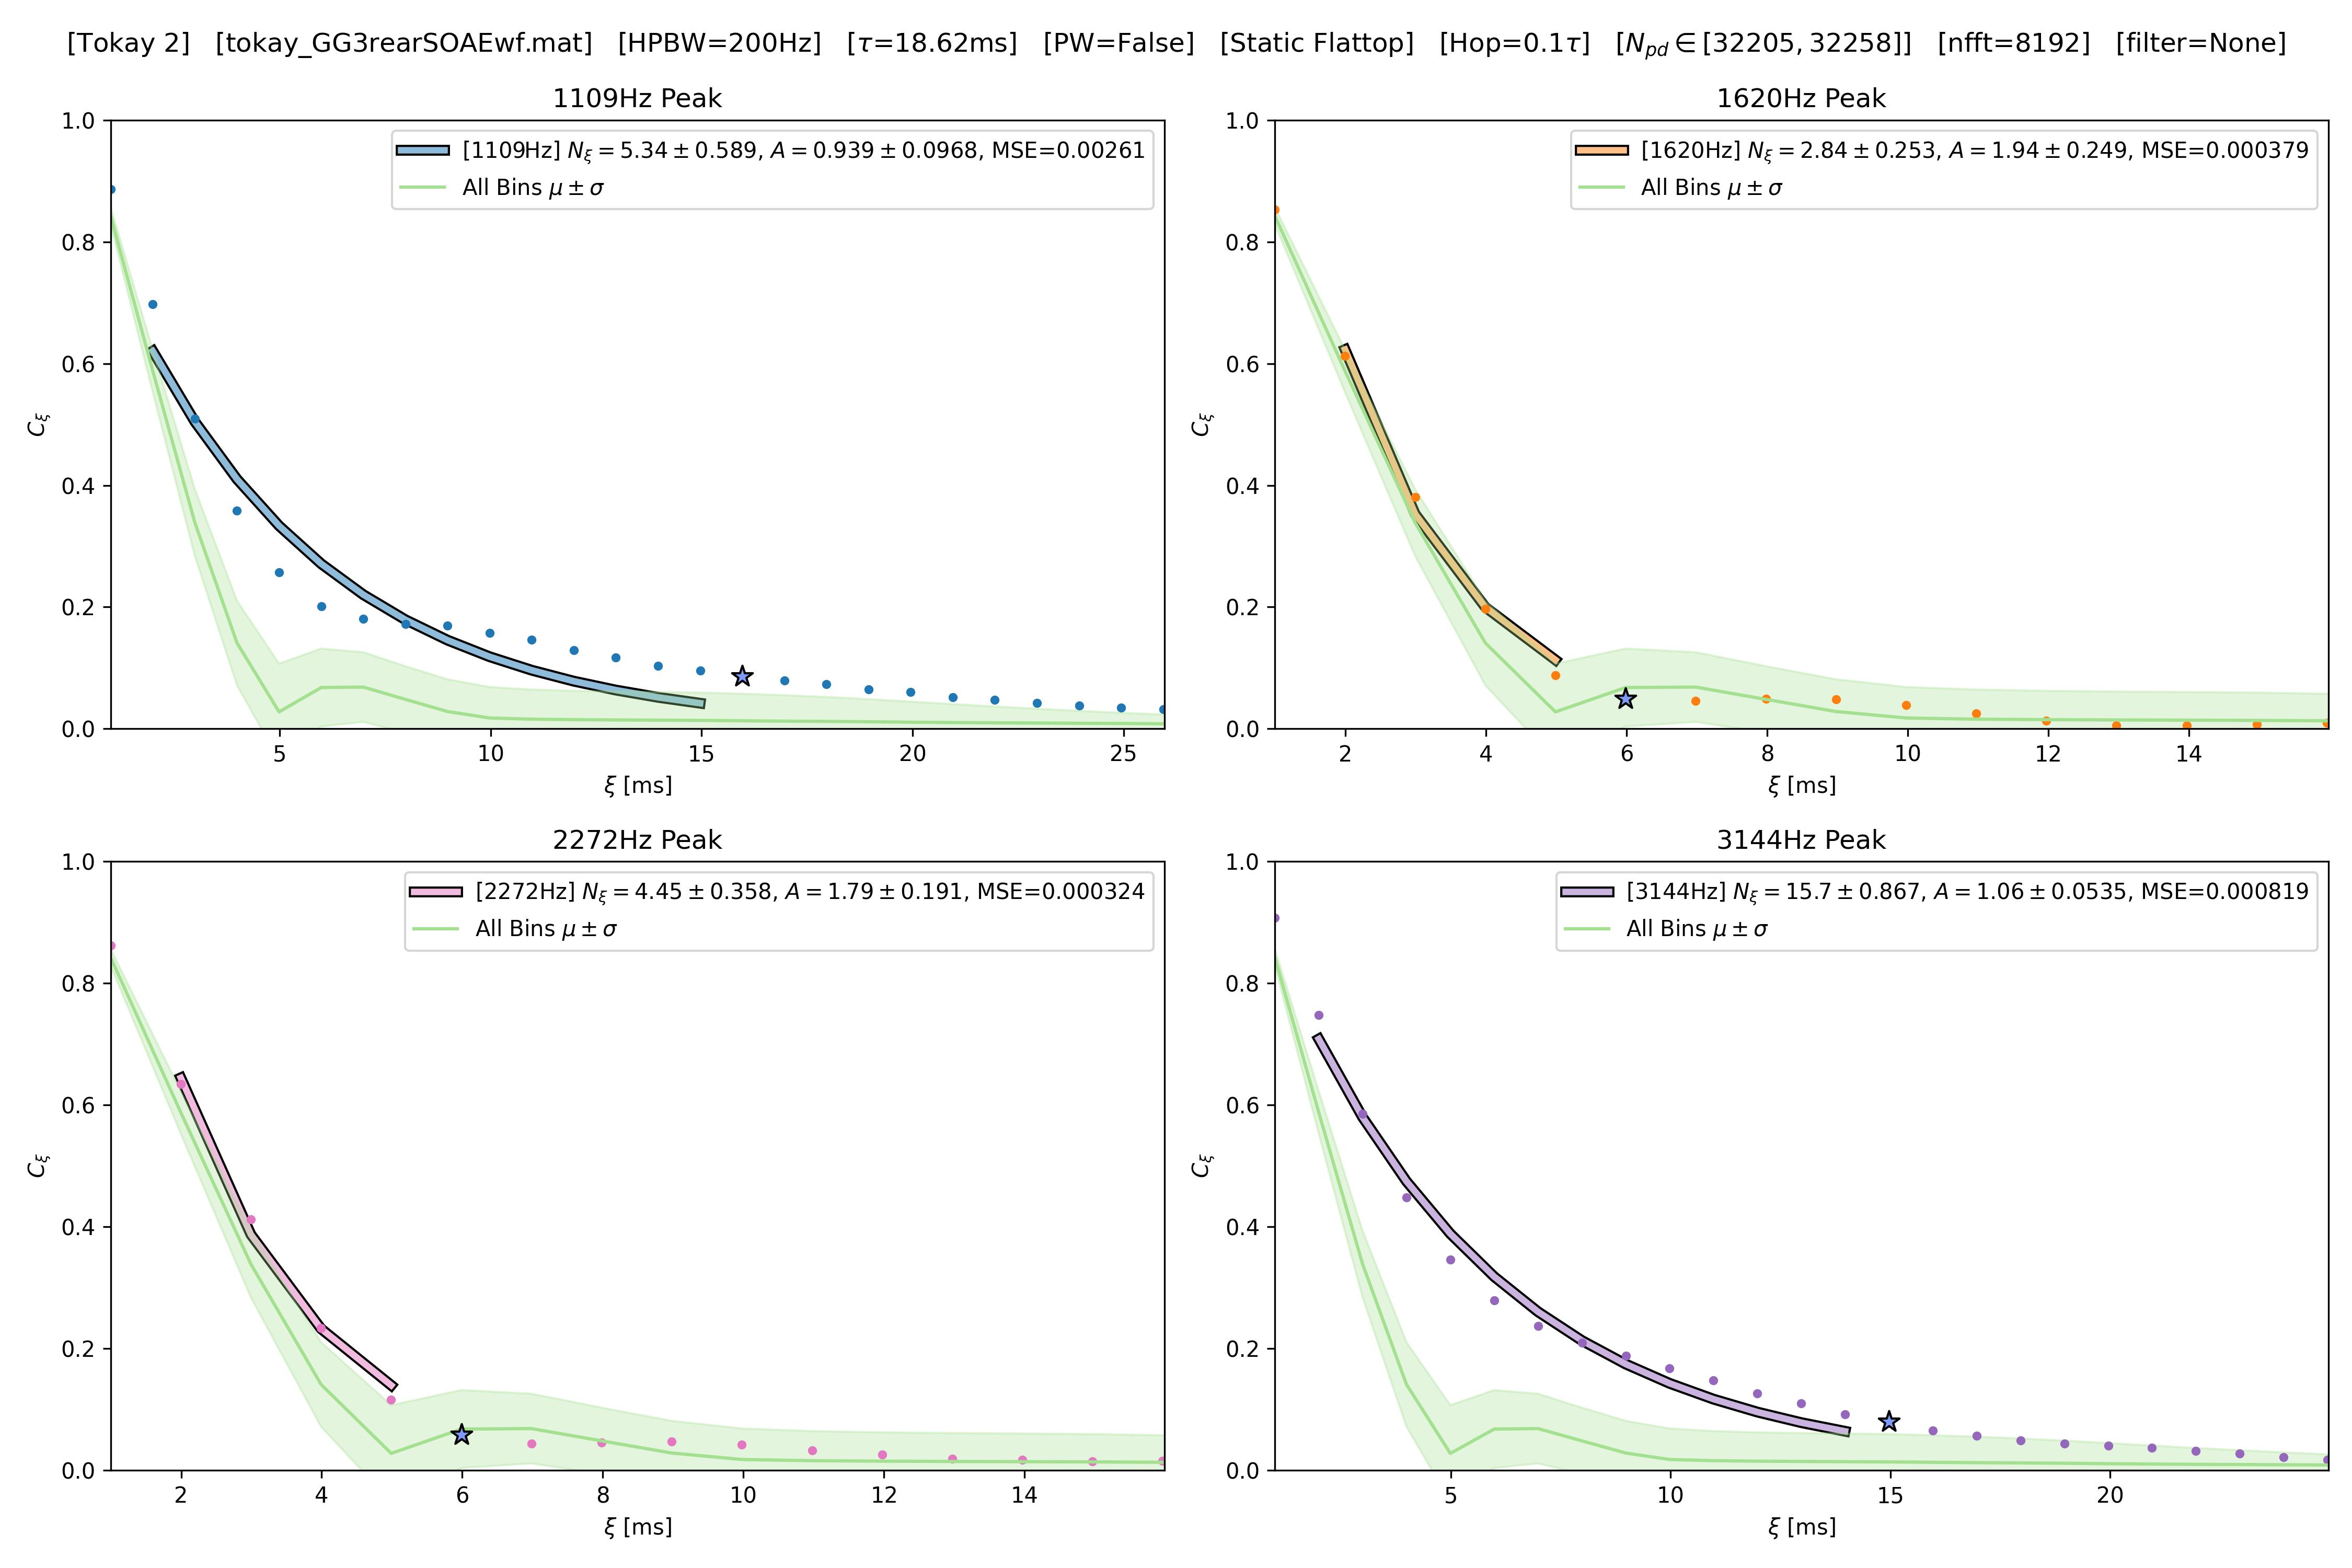 [Tokay 2] [tokay_GG3rearSOAEwf.mat] [HPBW=200Hz] [τ=18.62ms] [PW=False] [Static Flattop] [Hop=0.1τ] [N_pd ∈ [32205, 32258]] [nfft=8192] [filter=None]
1109Hz Peak
[1109Hz] N_ξ = 5.34 ± 0.589, A = 0.939 ± 0.0968, MSE=0.00261
All Bins μ ± σ
1.0
0.8
0.6
0.4
0.2
0.0
C_ξ
5 10 15 20 25
ξ [ms]
1620Hz Peak
[1620Hz] N_ξ = 2.84 ± 0.253, A = 1.94 ± 0.249, MSE=0.000379
All Bins μ ± σ
1.0
0.8
0.6
0.4
0.2
0.0
C_ξ
2 4 6 8 10 12 14
ξ [ms]
2272Hz Peak
[2272Hz] N_ξ = 4.45 ± 0.358, A = 1.79 ± 0.191, MSE=0.000324
All Bins μ ± σ
1.0
0.8
0.6
0.4
0.2
0.0
C_ξ
2 4 6 8 10 12 14
ξ [ms]
3144Hz Peak
[3144Hz] N_ξ = 15.7 ± 0.867, A = 1.06 ± 0.0535, MSE=0.000819
All Bins μ ± σ
1.0
0.8
0.6
0.4
0.2
0.0
C_ξ
5 10 15 20
ξ [ms]